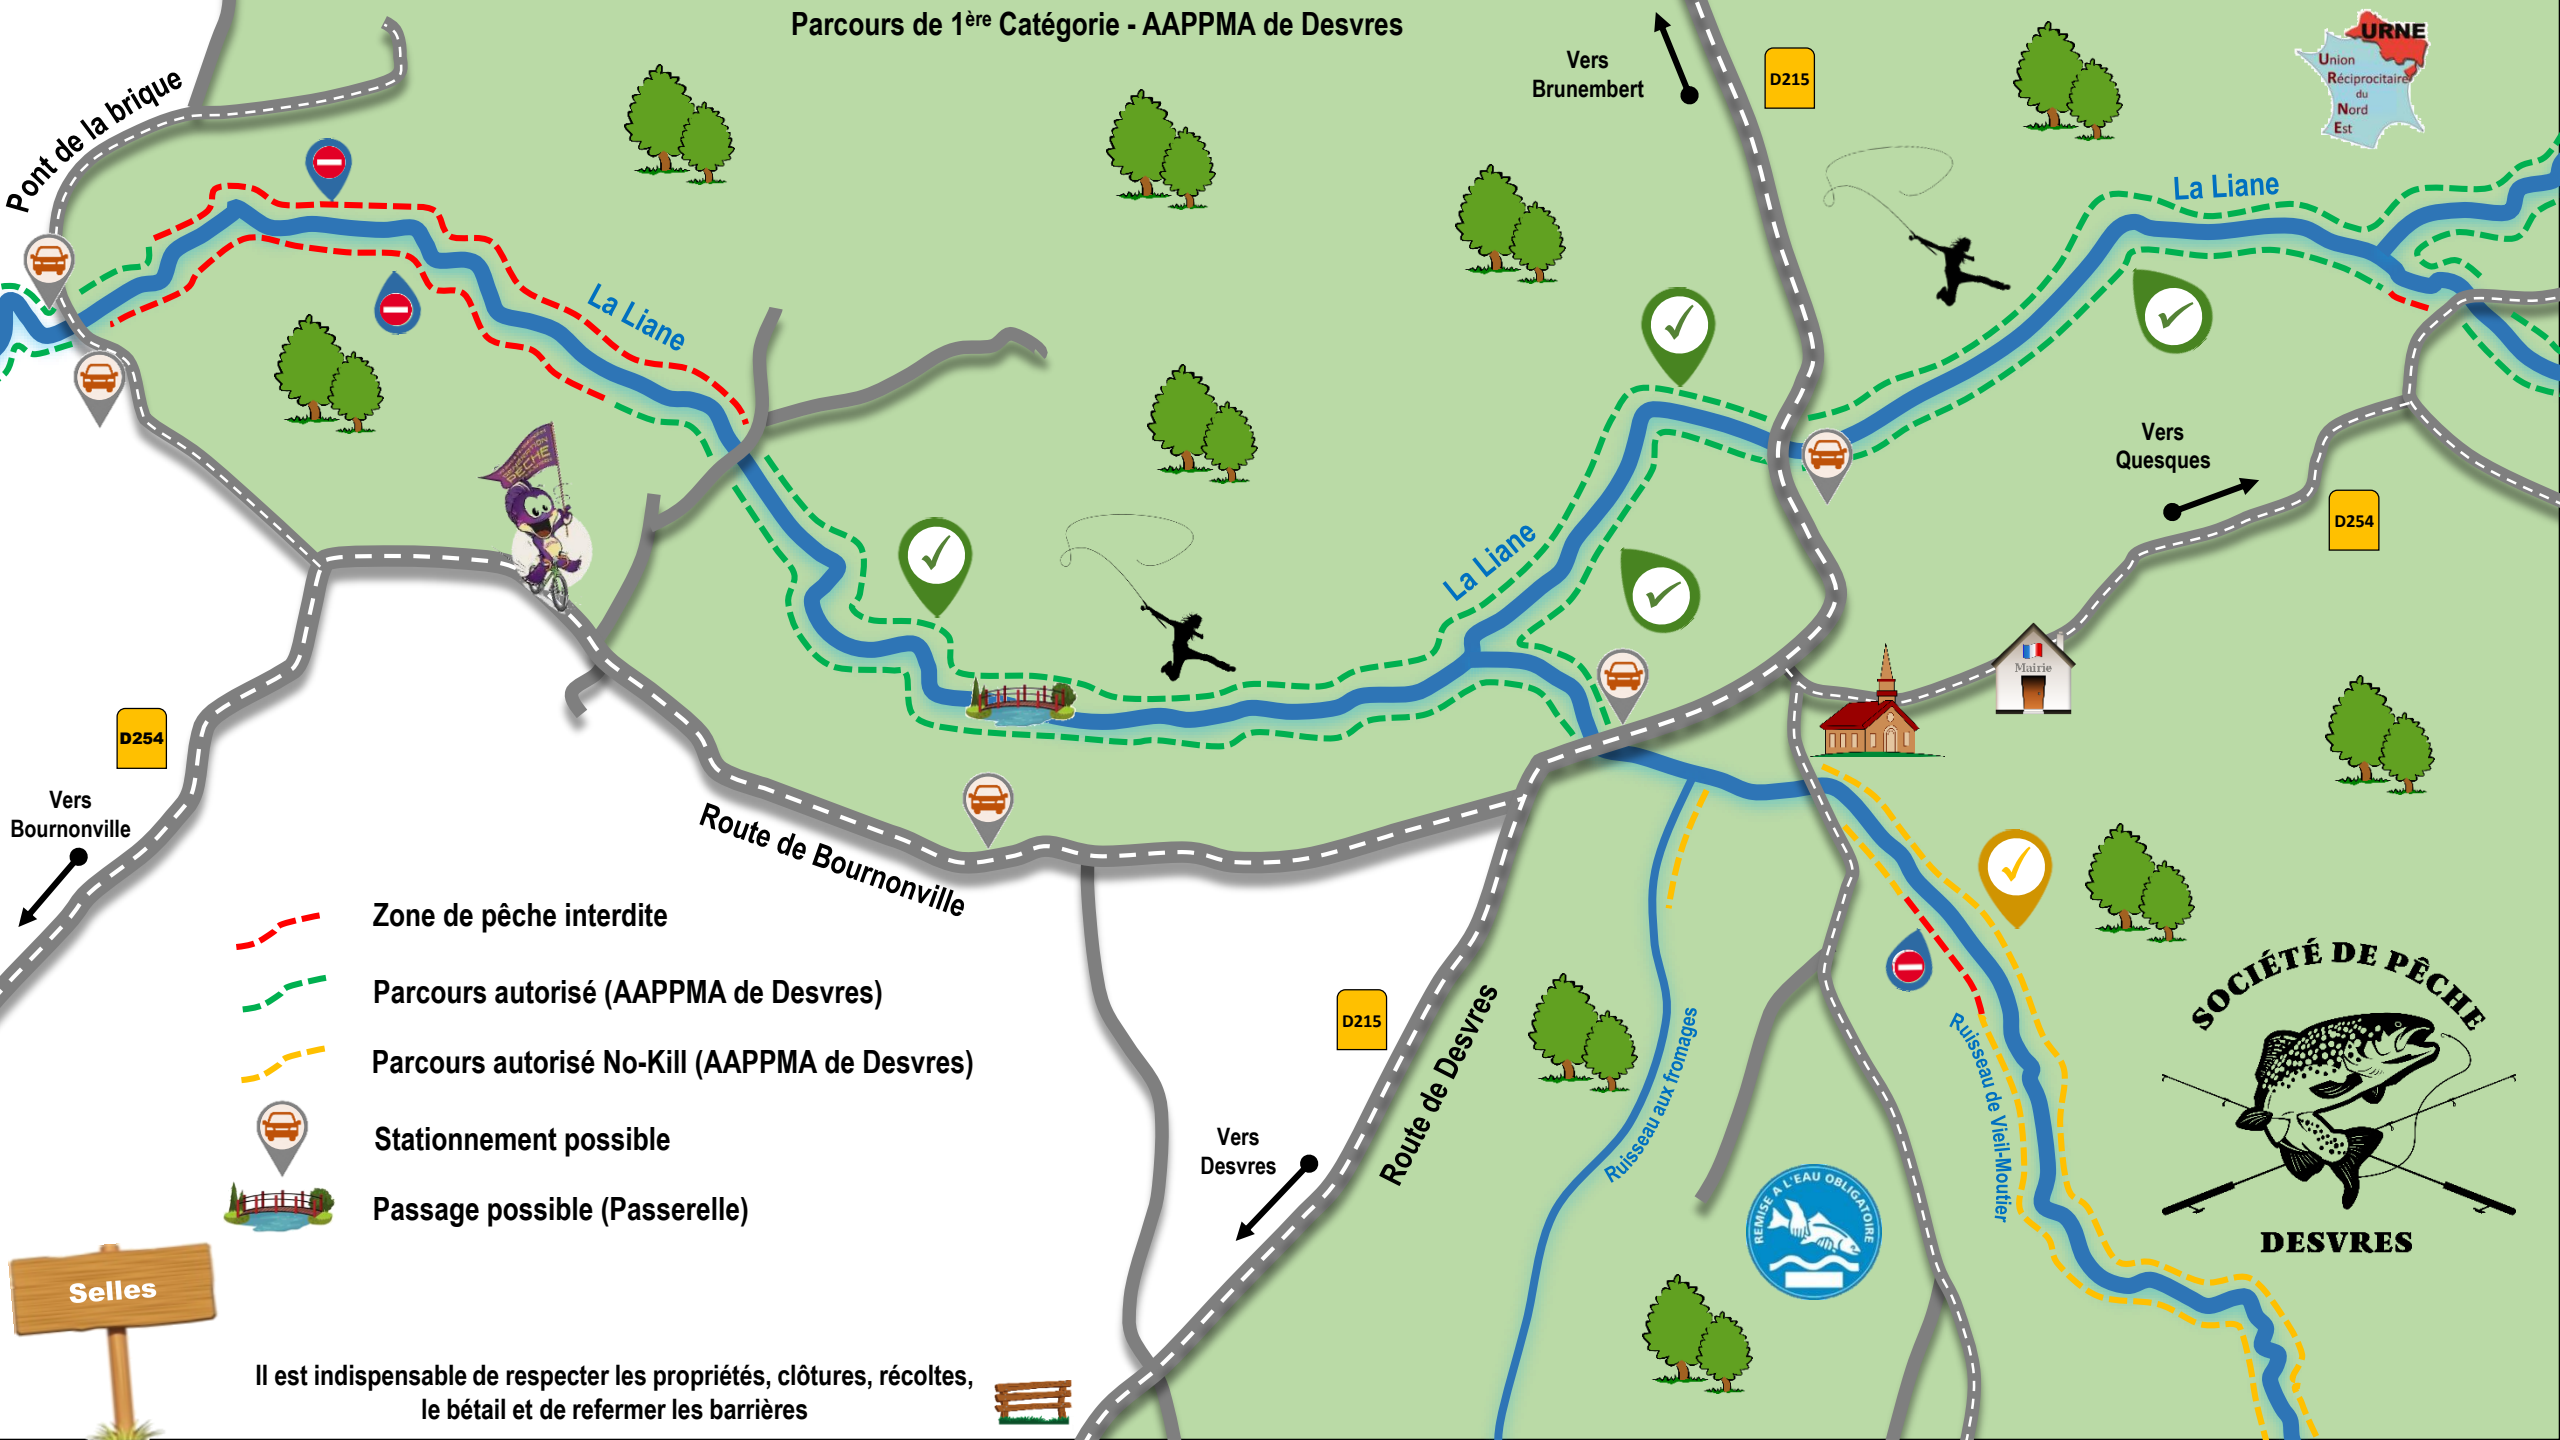 Parcours de 1ère Catégorie - AAPPMA de Desvres
URNE
Union
Réciprocitaire
du
Nord
Est
Vers
Brunembert
D215
Pont de la brique
La Liane
La Liane
La Liane
PÊCHE
Vers
Quesques
D254
Mairie
D254
Vers
Bournonville
Route de Bournonville
Zone de pêche interdite
Parcours autorisé (AAPPMA de Desvres)
Parcours autorisé No-Kill (AAPPMA de Desvres)
Stationnement possible
Passage possible (Passerelle)
D215
Route de Desvres
Vers
Desvres
Ruisseau aux fromages
Ruisseau de Vieil-Moutier
REMISE A L'EAU OBLIGATOIRE
SOCIÉTÉ DE PÊCHE
DESVRES
Selles
Il est indispensable de respecter les propriétés, clôtures, récoltes,
le bétail et de refermer les barrières